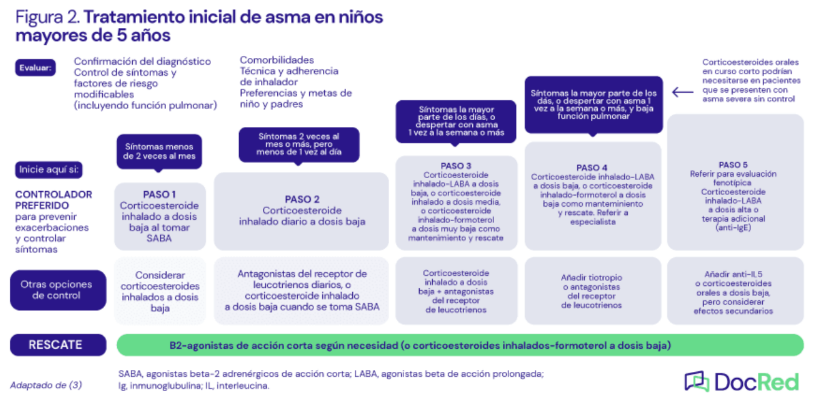 Figura 2. Tratamiento inicial de asma en niños
mayores de 5 años
Evaluar:
Confirmación del diagnóstico
Control de síntomas y
factores de riesgo
modificables
(incluyendo función pulmonar)
Comorbilidades
Técnica y adherencia
de inhalador
Preferencias y metas de
niño y padres
Corticoesteroides orales
en curso corto podrían
necesitarse en pacientes
que se presenten con
asma severa sin control
Inicie aquí si:
Síntomas menos
de 2 veces al mes
Síntomas 2 veces al
mes o más, pero
menos de 1 vez al día
Síntomas la mayor
parte de los días, o
despertar con asma
1 vez a la semana o más
Síntomas la mayor parte de los
dás, o despertar con asma 1
vez a la semana o más, y baja
función pulmonar
CONTROLADOR
PREFERIDO
para prevenir
exacerbaciones
y controlar
síntomas
PASO 1
Corticoesteroide
inhalado a dosis
baja al tomar
SABA
PASO 2
Corticoesteroide
inhalado diario a dosis baja
PASO 3
Corticoesteroide
inhalado-LABA a dosis
baja, o corticoesteroide
inhalado a dosis media,
o corticoesteroide
inhalado-formoterol
a dosis muy baja como
mantenimiento y rescate
PASO 4
Corticoesteroide inhalado-LABA
a dosis baja, o corticoesteroide
inhalado-formoterol a dosis
baja como mantemimiento
y rescate. Referir a
especialista
PASO 5
Referir para evaluación
fenotípica
Corticoesteroide
inhalado-LABA
a dosis alta o
terapia adicional
(anti-IgE)
Otras opciones
de control
Considerar
corticoesteroides
inhalados a dosis
baja
Antagonistas del receptor de
leucotrienos diarios, o
corticoesteroide inhalado
a dosis baja cuando se toma SABA
Corticoesteroide
inhalado a dosis
baja + antagonistas
del receptor
de leucotrienos
Añadir tiotropio
o antagonistas
del receptor
de leucotrienos
Añadir anti-IL5
o corticoesteroides
orales a dosis baja,
pero considerar
efectos secundarios
RESCATE
B2-agonistas de acción corta según necesidad (o corticoesteroides inhalados-formoterol a dosis baja)
Adaptado de (3)
SABA, agonistas beta-2 adrenérgicos de acción corta; LABA, agonistas beta de acción prolongada;
Ig, inmunoglubulina; IL, interleucina.
DocRed